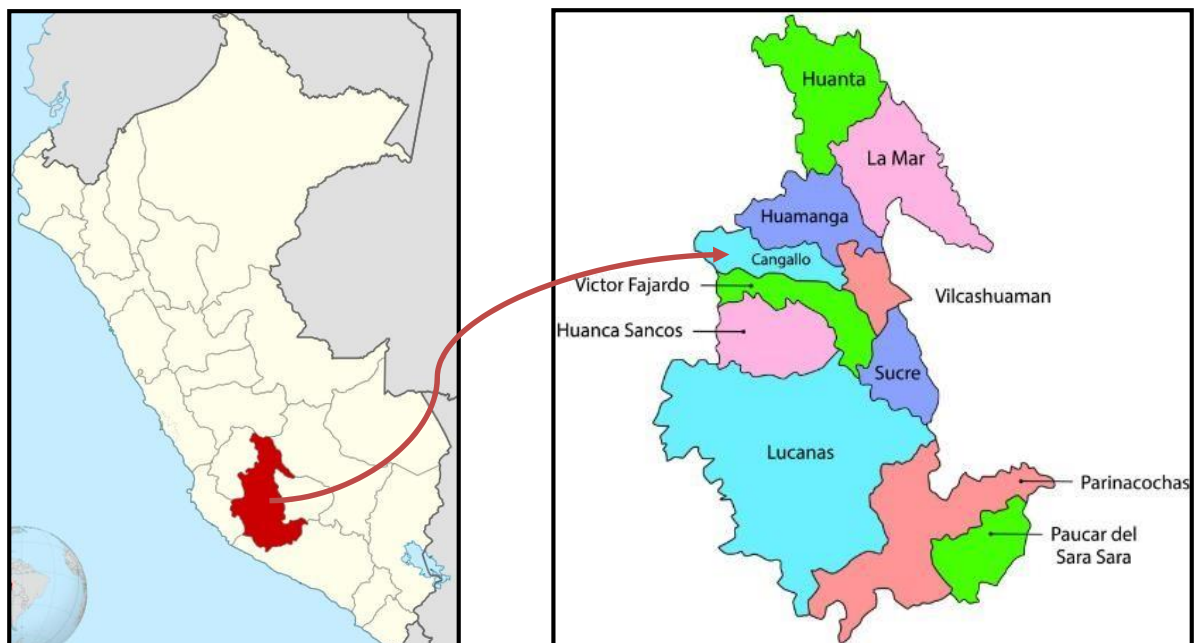 Huanta
La Mar
Huamanga
Cangallo
Victor Fajardo
Vilcashuaman
Huanca Sancos
Sucre
Lucanas
Parinacochas
Paucar del
Sara Sara